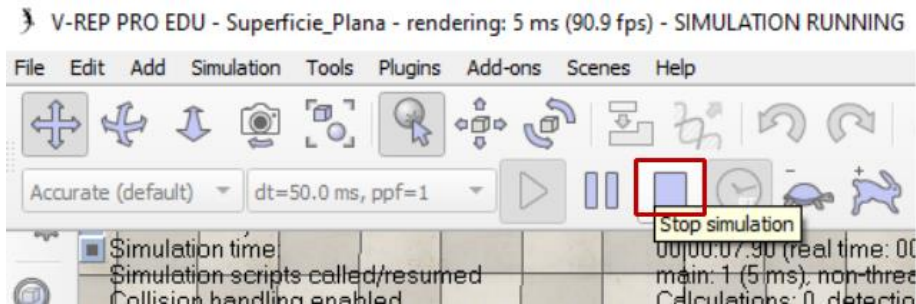 V-REP PRO EDU - Superficie_Plana - rendering: 5 ms (90.9 fps) - SIMULATION RUNNING
File Edit Add Simulation Tools Plugins Add-ons Scenes Help
Accurate (default) dt=50.0 ms, ppf=1
Stop simulation
Simulation time: 00:00:07.90 (real time: 00
Simulation scripts called/resumed main: 1 (5 ms), non-threa
Collision handling enabled Calculations: 0, detectio